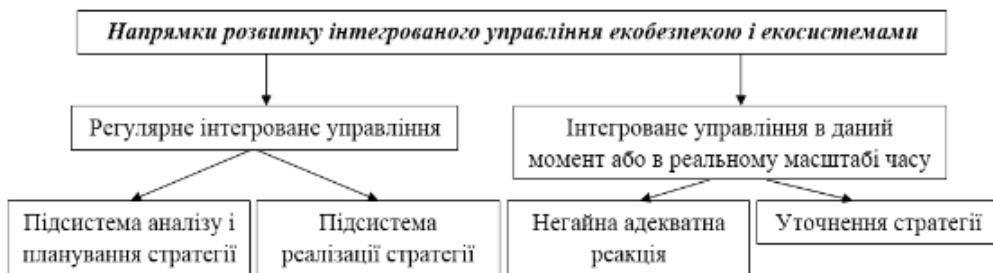 Напрямки розвитку інтегрованого управління екобезпекою і екосистемами
Регулярне інтегроване управління
Інтегроване управління в даний
момент або в реальному масштабі часу
Підсистема аналізу і
планування стратегії
Підсистема
реалізації стратегії
Негайна адекватна
реакція
Уточнення стратегії